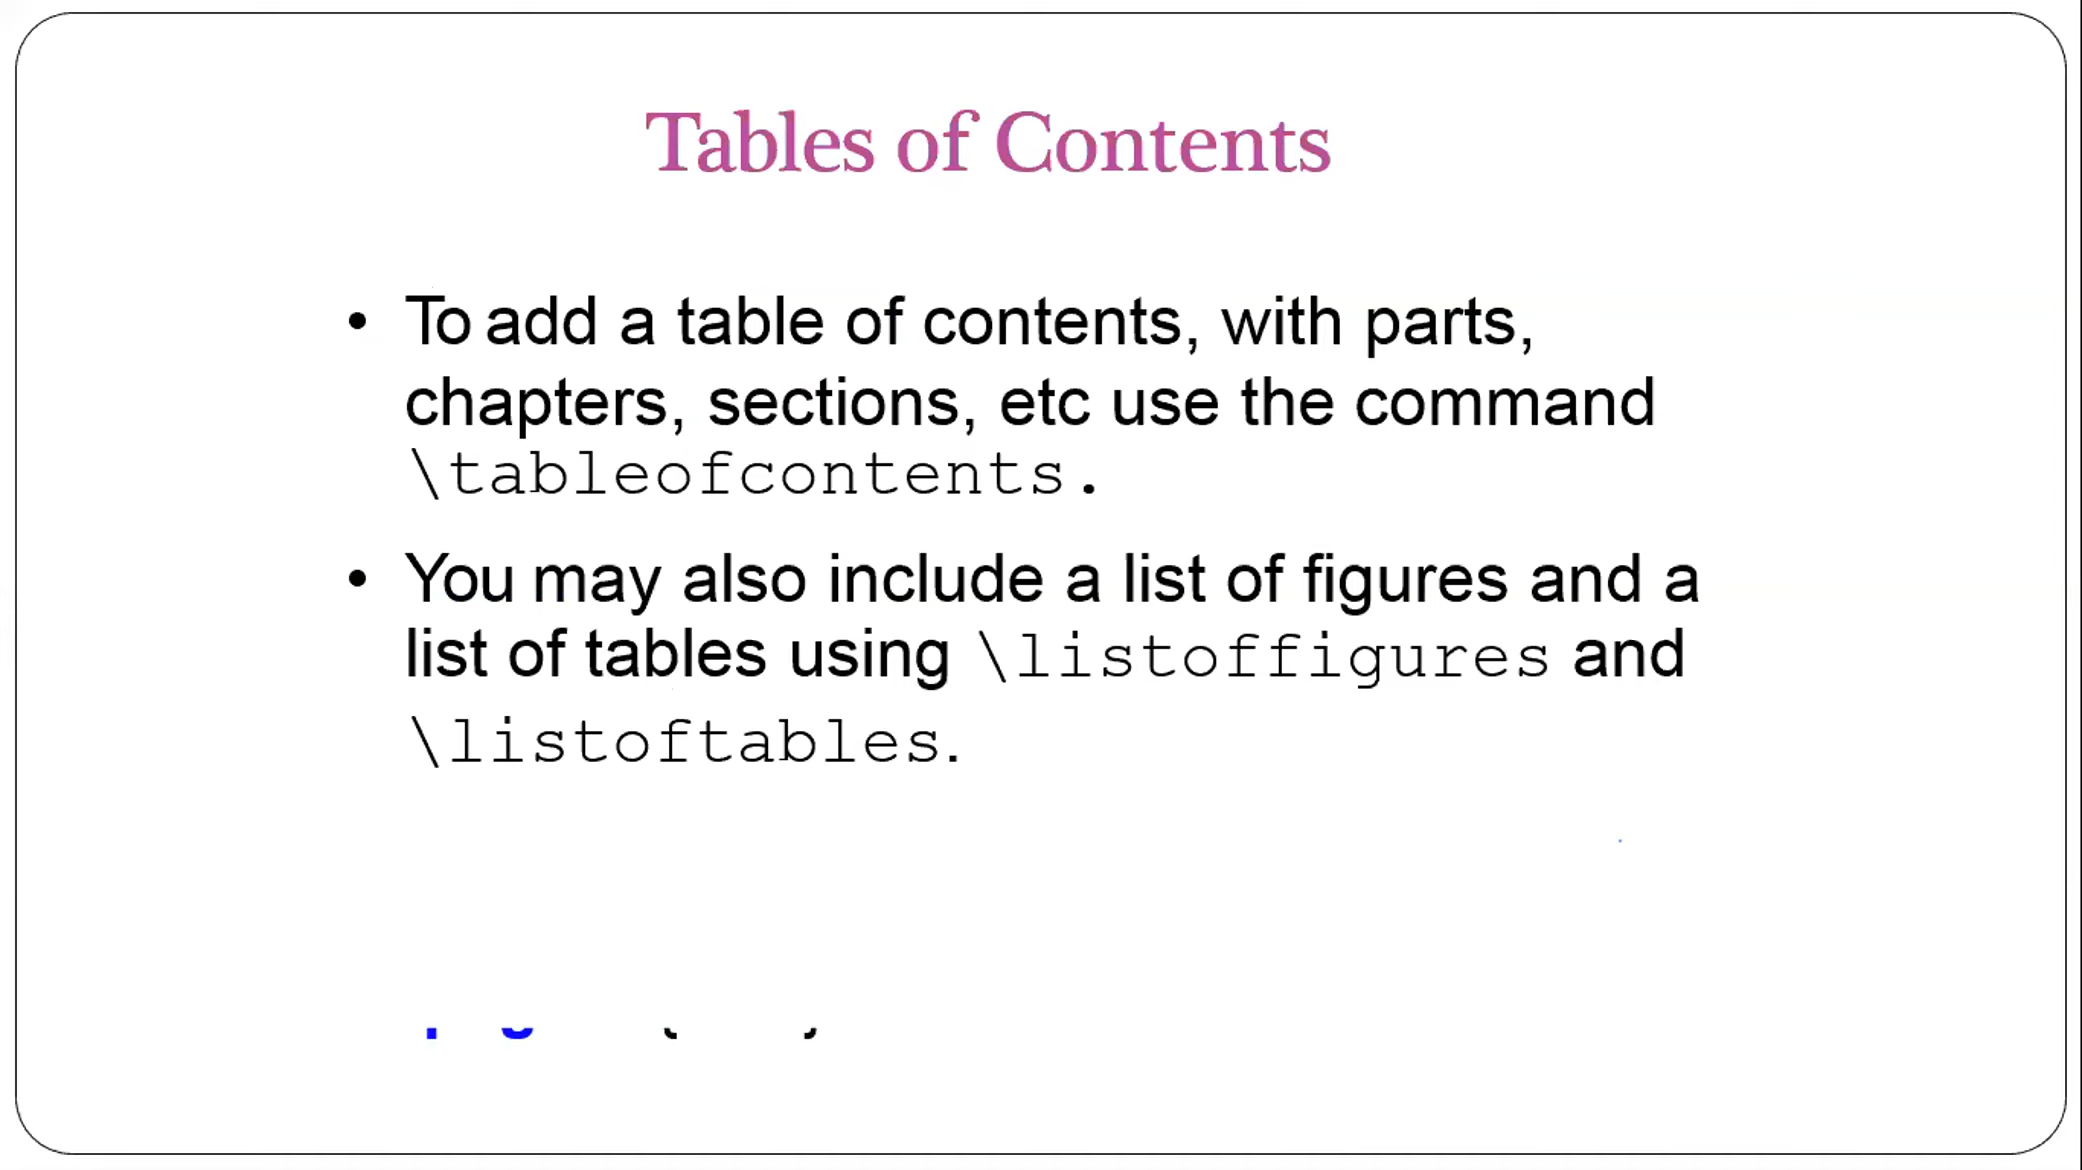 Tables of Contents
• To add a table of contents, with parts,
chapters, sections, etc use the command
\tableofcontents.
• You may also include a list of figures and a
list of tables using \listoffigures and
\listoftables.